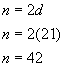 n = 2d
n = 2(21)
n = 42